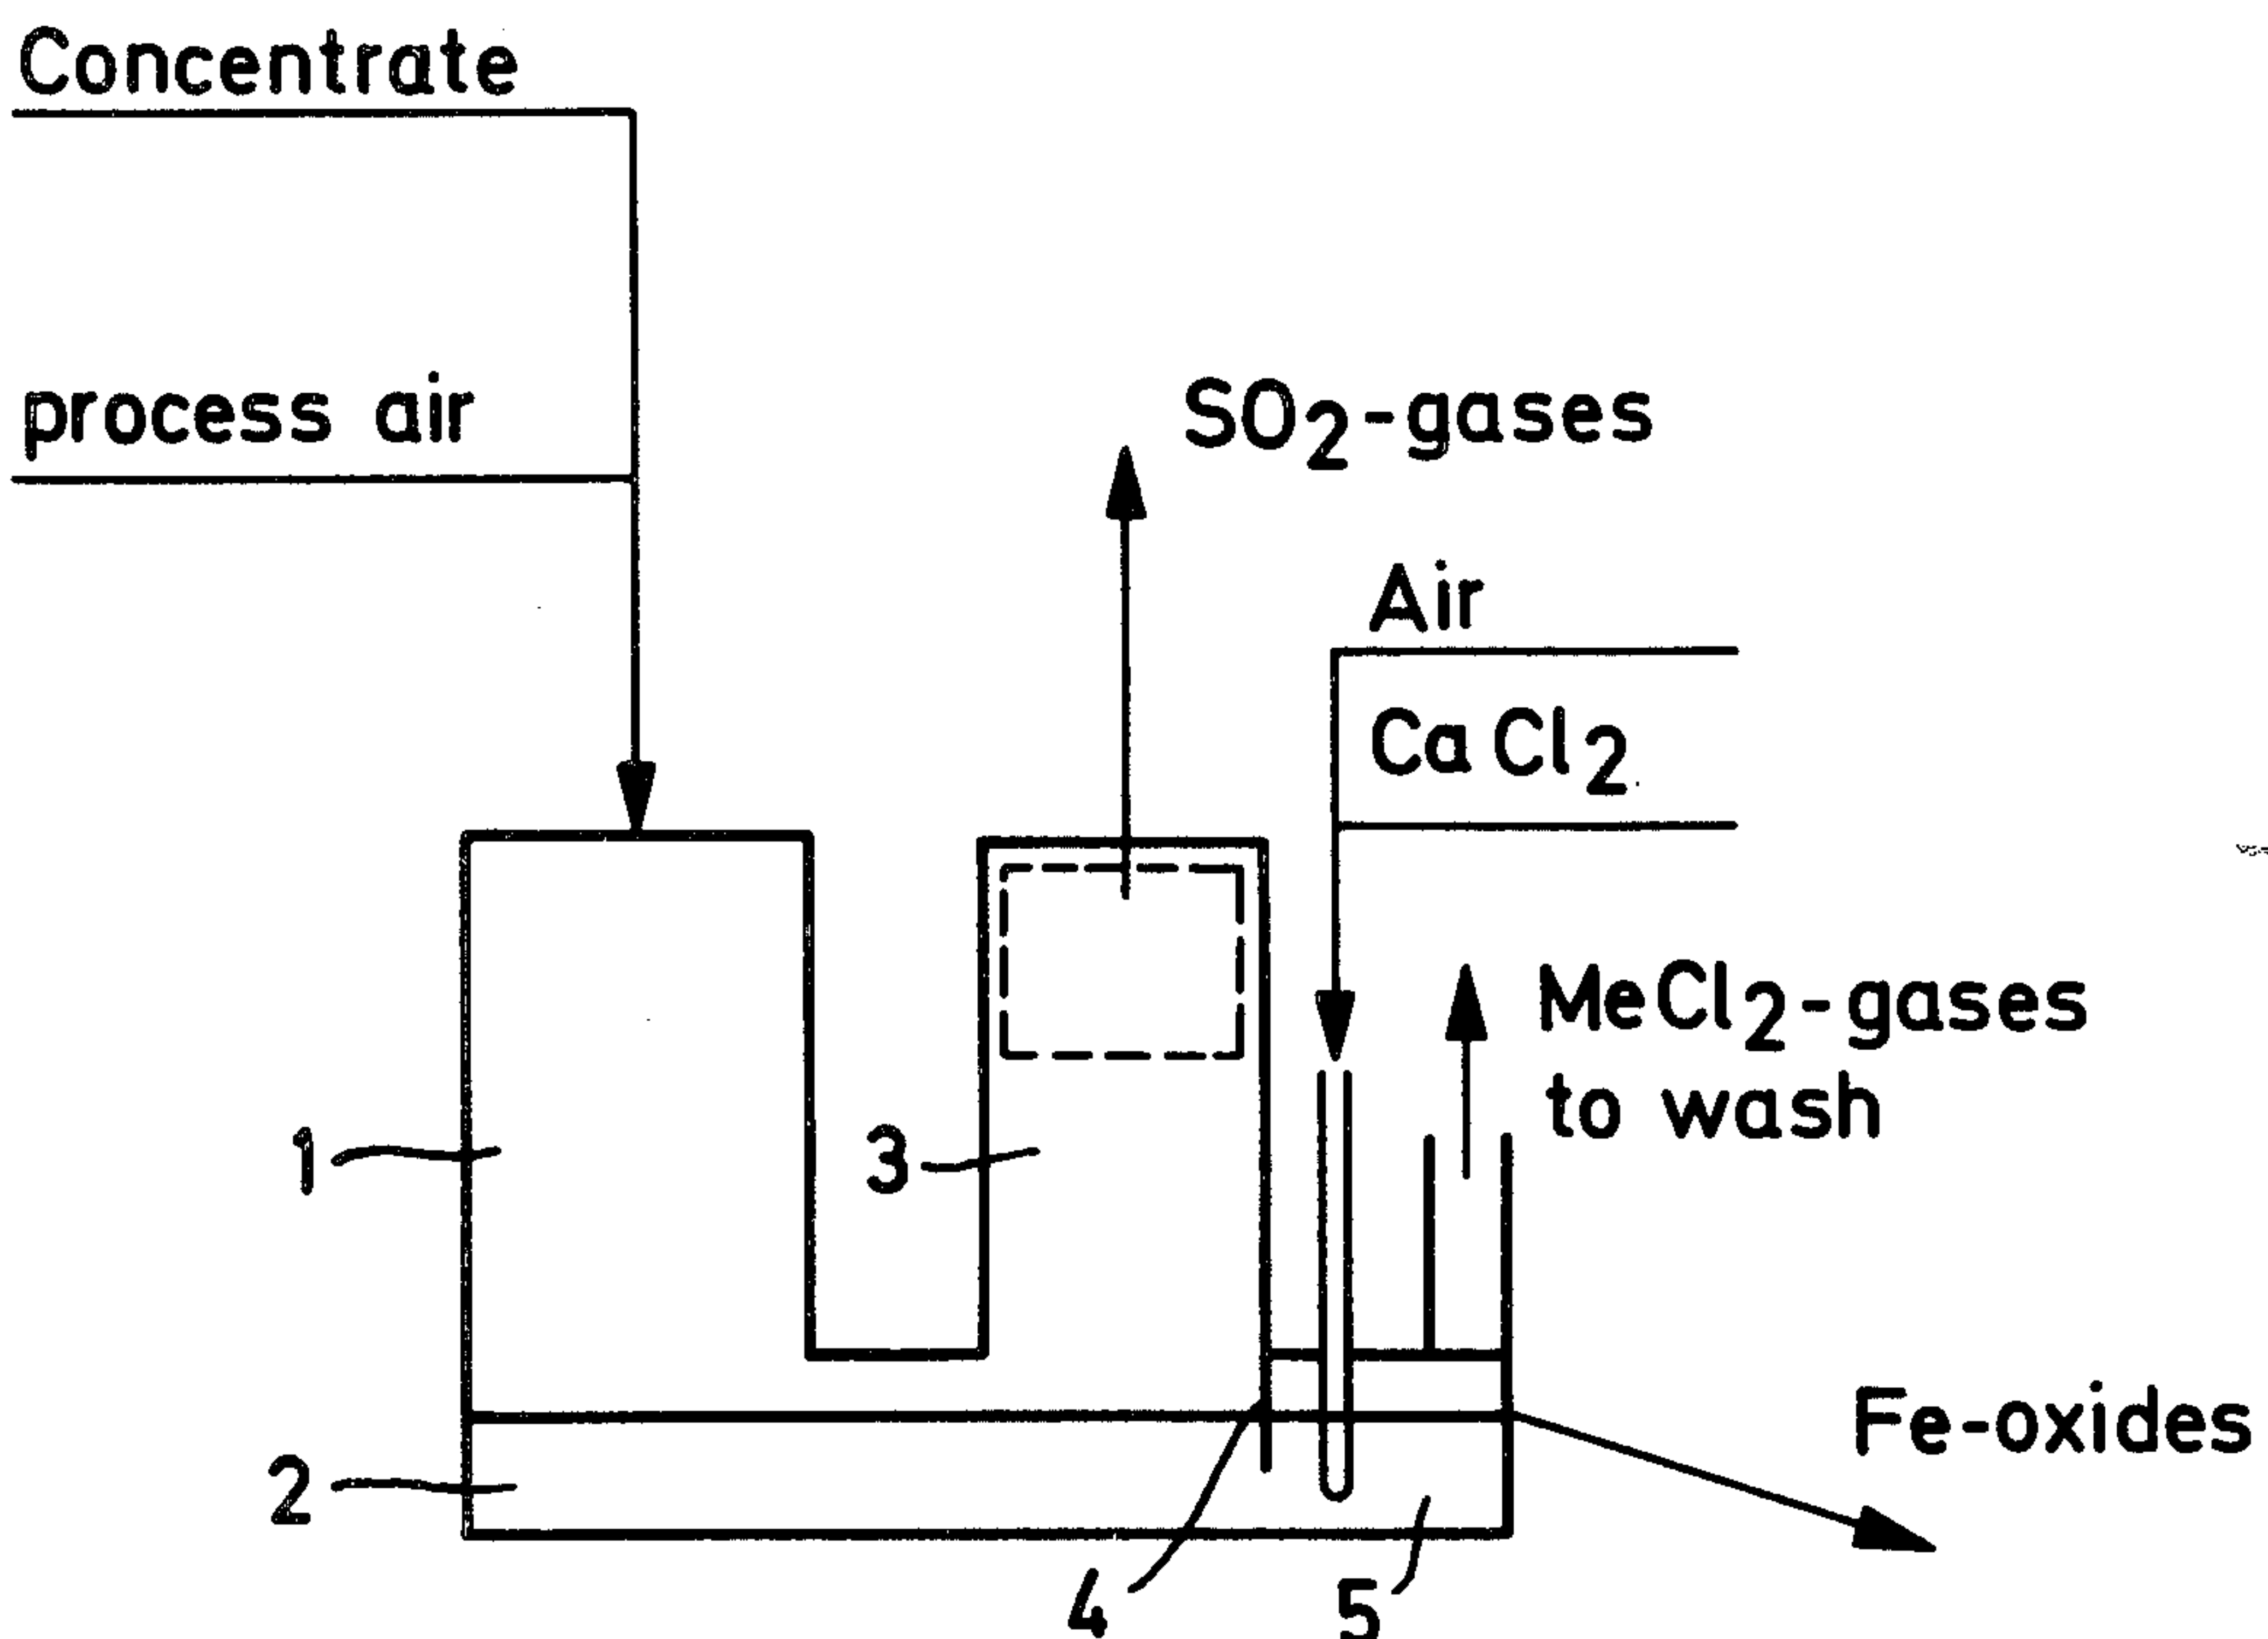 Concentrate
process air
SO2-gases
Air
CaCl2
MeCl2-gases
to wash
1
3
Fe-oxides
2
4
5